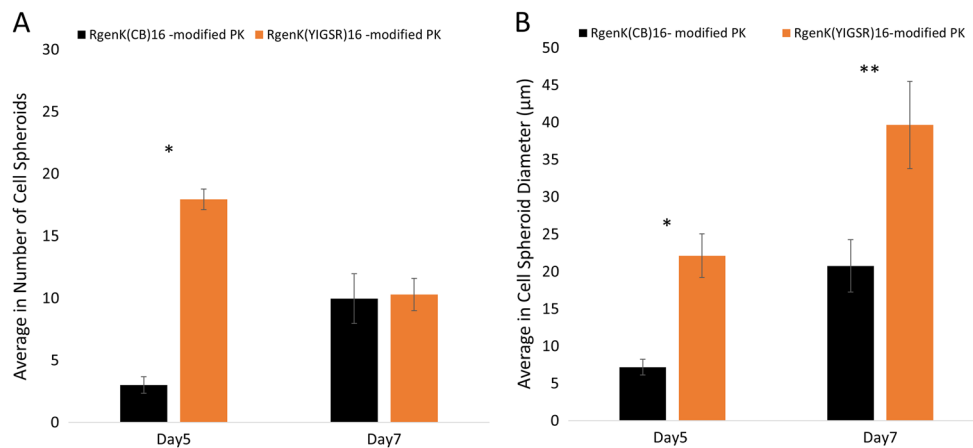 A
RgenK(CB)16 -modified PK RgenK(YIGSR)16 -modified PK
Average in Number of Cell Spheroids
30
25
20
15
10
5
0
*
Day5 Day7
B
RgenK(CB)16- modified PK RgenK(YIGSR)16-modified PK
Average in Cell Spheroid Diameter (µm)
50
45
40
35
30
25
20
15
10
5
0
**
*
Day5 Day7